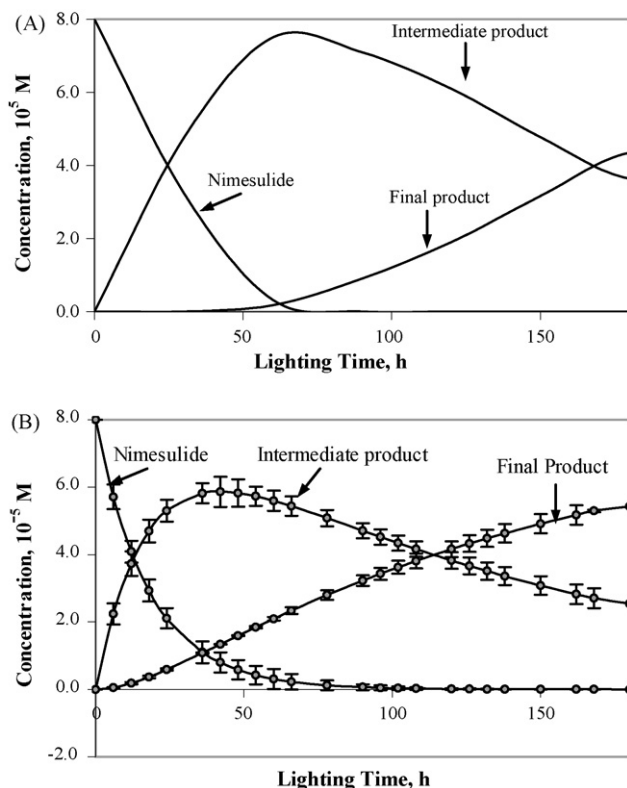 (A)
8.0
6.0
4.0
2.0
0.0
Concentration, 10⁵ M
Intermediate product
Nimesulide
Final product
0
50
100
150
Lighting Time, h
(B)
8.0
6.0
4.0
2.0
0.0
-2.0
Concentration, 10⁻⁵ M
Nimesulide
Intermediate product
Final Product
0
50
100
150
Lighting Time, h